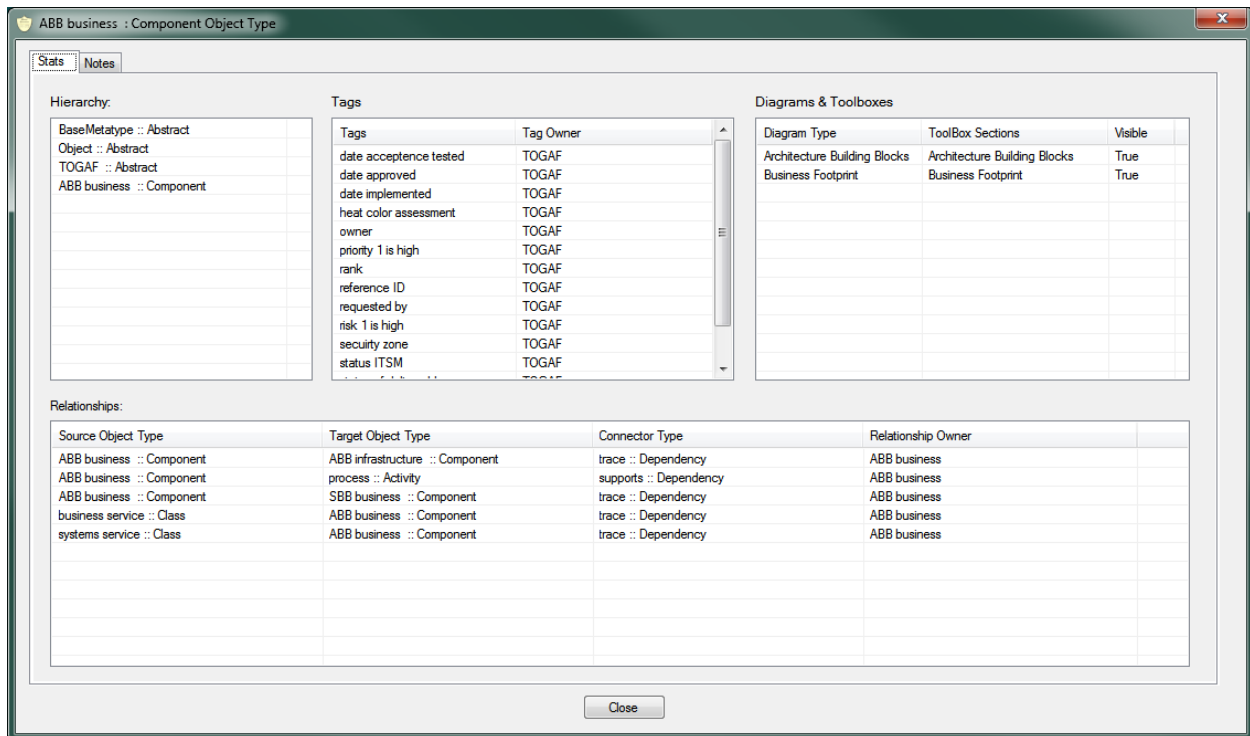 ABB business : Component Object Type
Stats Notes
Hierarchy:
BaseMetatype :: Abstract
Object :: Abstract
TOGAF :: Abstract
ABB business :: Component
Tags
Tags Tag Owner
date acceptence tested TOGAF
date approved TOGAF
date implemented TOGAF
heat color assessment TOGAF
owner TOGAF
priority 1 is high TOGAF
rank TOGAF
reference ID TOGAF
requested by TOGAF
risk 1 is high TOGAF
secuirty zone TOGAF
status ITSM TOGAF
Diagrams & Toolboxes
Diagram Type ToolBox Sections Visible
Architecture Building Blocks Architecture Building Blocks True
Business Footprint Business Footprint True
Relationships:
Source Object Type Target Object Type Connector Type Relationship Owner
ABB business :: Component ABB infrastructure :: Component trace :: Dependency ABB business
ABB business :: Component process :: Activity supports :: Dependency ABB business
ABB business :: Component SBB business :: Component trace :: Dependency ABB business
business service :: Class ABB business :: Component trace :: Dependency ABB business
systems service :: Class ABB business :: Component trace :: Dependency ABB business
Close